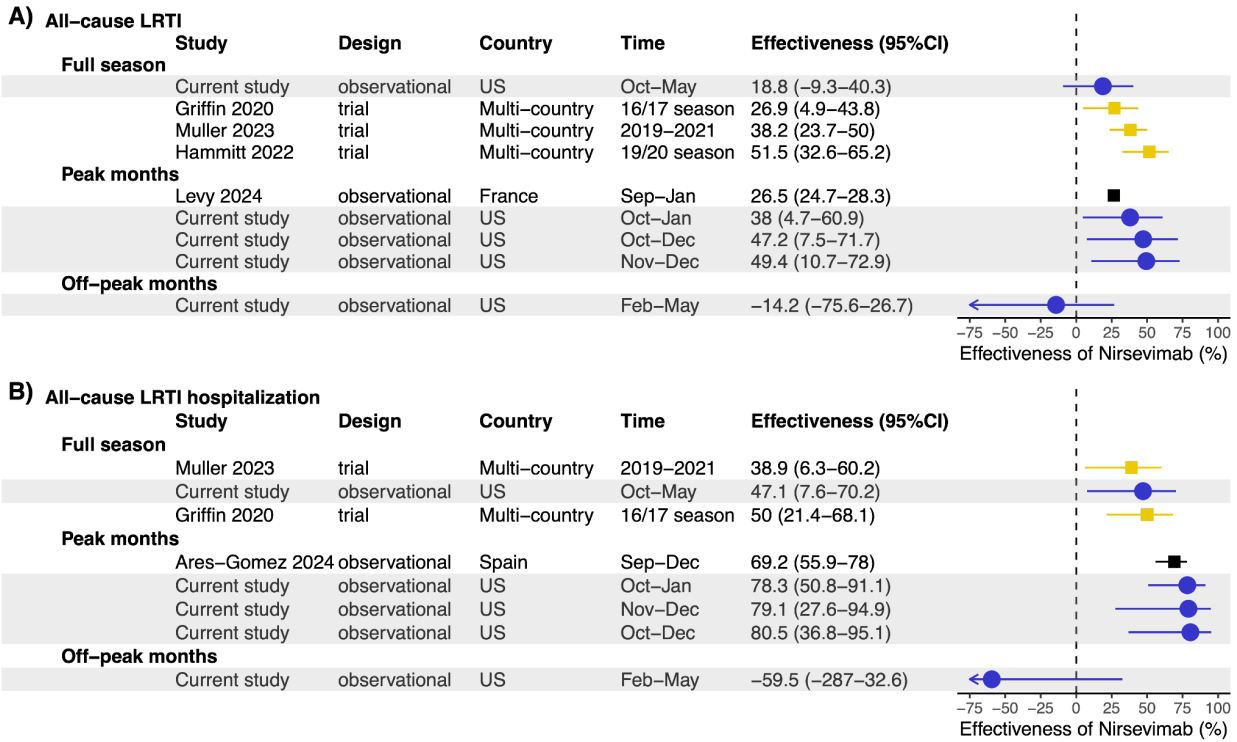 A) All−cause LRTI
Study Design Country Time Effectiveness (95%CI)
Full season
Current study observational US Oct−May 18.8 (−9.3−40.3)
Griffin 2020 trial Multi−country 16/17 season 26.9 (4.9−43.8)
Muller 2023 trial Multi−country 2019−2021 38.2 (23.7−50)
Hammitt 2022 trial Multi−country 19/20 season 51.5 (32.6−65.2)
Peak months
Levy 2024 observational France Sep−Jan 26.5 (24.7−28.3)
Current study observational US Oct−Jan 38 (4.7−60.9)
Current study observational US Oct−Dec 47.2 (7.5−71.7)
Current study observational US Nov−Dec 49.4 (10.7−72.9)
Off−peak months
Current study observational US Feb−May −14.2 (−75.6−26.7)
−75 −50 −25 0 25 50 75 100
Effectiveness of Nirsevimab (%)
B) All−cause LRTI hospitalization
Study Design Country Time Effectiveness (95%CI)
Full season
Muller 2023 trial Multi−country 2019−2021 38.9 (6.3−60.2)
Current study observational US Oct−May 47.1 (7.6−70.2)
Griffin 2020 trial Multi−country 16/17 season 50 (21.4−68.1)
Peak months
Ares−Gomez 2024 observational Spain Sep−Dec 69.2 (55.9−78)
Current study observational US Oct−Jan 78.3 (50.8−91.1)
Current study observational US Nov−Dec 79.1 (27.6−94.9)
Current study observational US Oct−Dec 80.5 (36.8−95.1)
Off−peak months
Current study observational US Feb−May −59.5 (−287−32.6)
−75 −50 −25 0 25 50 75 100
Effectiveness of Nirsevimab (%)